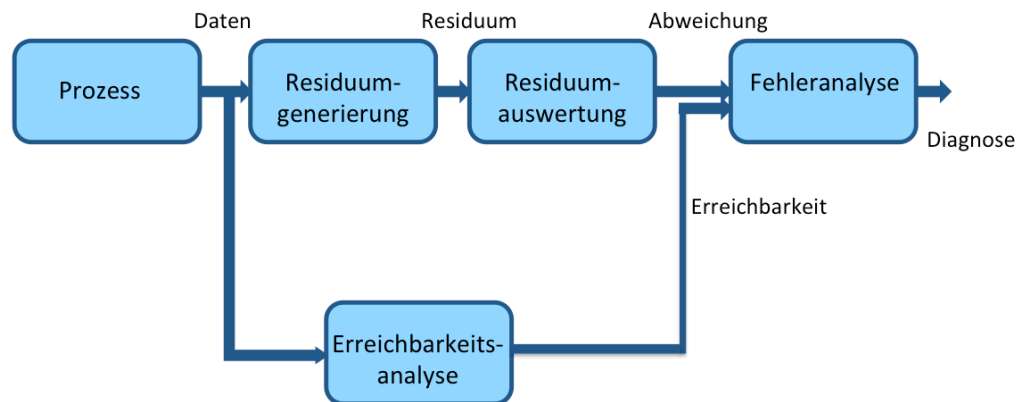 Daten
Residuum
Abweichung
Prozess
Residuum-
generierung
Residuum-
auswertung
Fehleranalyse
Diagnose
Erreichbarkeit
Erreichbarkeits-
analyse